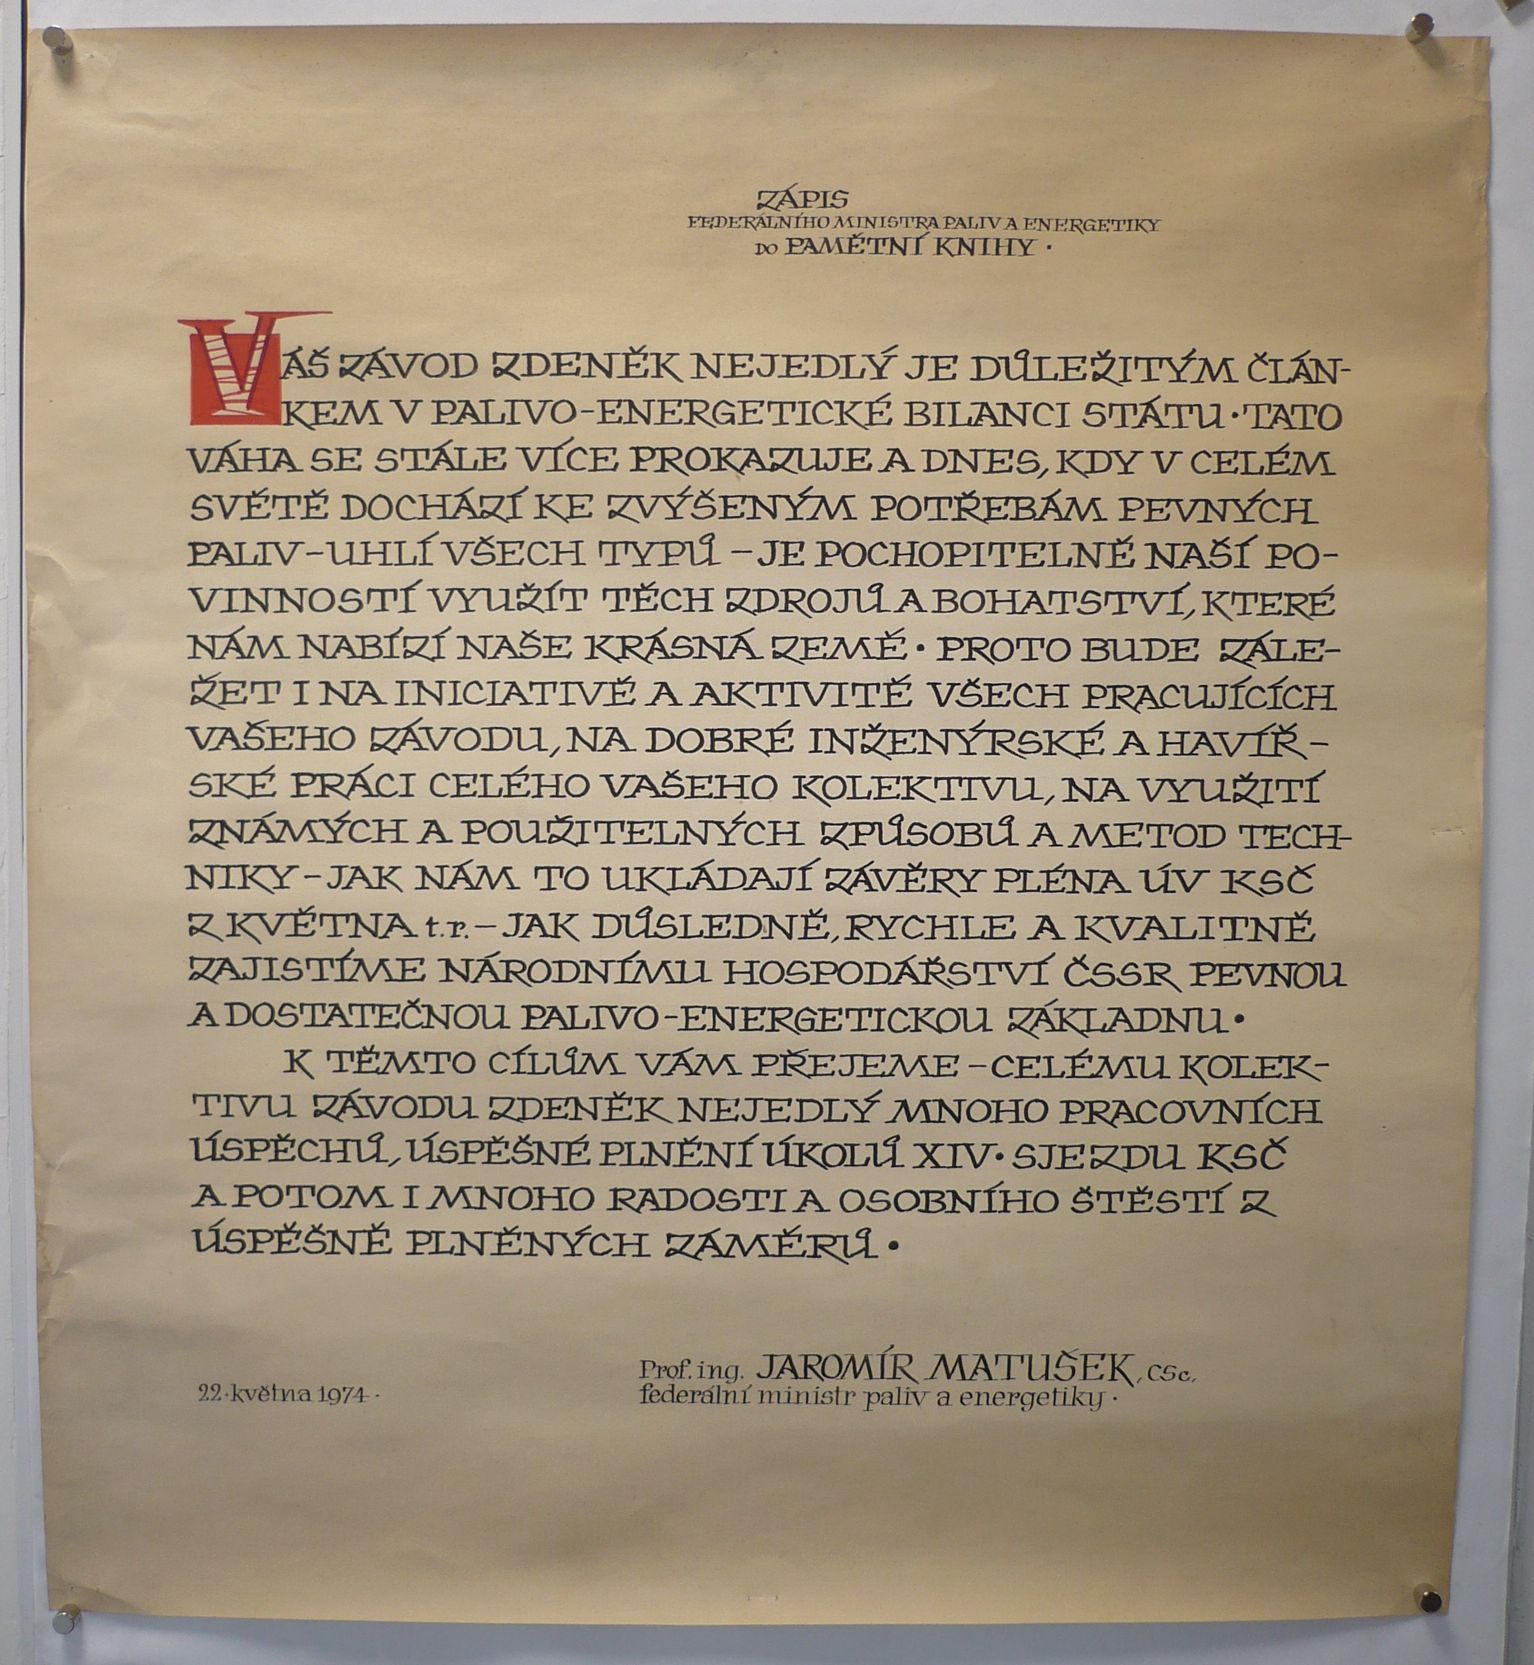 ZÁPIS
FEDERÁLNÍHO MINISTRA PALIV A ENERGETIKY
DO PAMĚTNÍ KNIHY ·
VÁŠ ZÁVOD ZDENĚK NEJEDLÝ JE DŮLEŽITÝM ČLÁN-
KEM V PALIVO-ENERGETICKÉ BILANCI STÁTU · TATO
VÁHA SE STÁLE VÍCE PROKAZUJE A DNES, KDY V CELÉM
SVÉTĚ DOCHÁZÍ KE ZVÝŠENÝM POTŘEBÁM PEVNÝCH
PALIV – UHLÍ VŠECH TYPŮ – JE POCHOPITELNĚ NAŠÍ PO-
VINNOSTÍ VYUŽÍT TĚCH ZDROJŮ A BOHATSTVÍ, KTERÉ
NÁM NABÍZÍ NAŠE KRÁSNÁ ZEMĚ · PROTO BUDE ZÁLE-
ŽET I NA INICIATIVĚ A AKTIVITĚ VŠECH PRACUJÍCÍCH
VAŠEHO ZÁVODU, NA DOBRÉ INŽENÝRSKÉ A HAVÍŘ-
SKÉ PRÁCI CELÉHO VAŠEHO KOLEKTIVU, NA VYUŽITÍ
ZNÁMÝCH A POUŽITELNÝCH ZPŮSOBŮ A METOD TECH-
NIKY – JAK NÁM TO UKLÁDAJÍ ZÁVĚRY PLÉNA ÚV KSČ
Z KVĚTNA t.r. – JAK DŮSLEDNĚ, RYCHLE A KVALITNĚ
ZAJISTÍME NÁRODNÍMU HOSPODÁŘSTVÍ ČSSR PEVNOU
A DOSTATEČNOU PALIVO-ENERGETICKOU ZÁKLADNU ·
K TĚMTO CÍLŮM VÁM PŘEJEME – CELÉMU KOLEK-
TIVU ZÁVODU ZDENĚK NEJEDLÝ MNOHO PRACOVNÍCH
ÚSPĚCHŮ, ÚSPĚŠNÉ PLNĚNÍ ÚKOLŮ XIV · SJEZDU KSČ
A POTOM I MNOHO RADOSTI A OSOBNÍHO ŠTĚSTÍ Z
ÚSPĚŠNĚ PLNĚNÝCH ZÁMĚRŮ ·
Prof. ing. JAROMÍR MATUŠEK, CSc,
22 · května 1974 ·
federální ministr paliv a energetiky ·